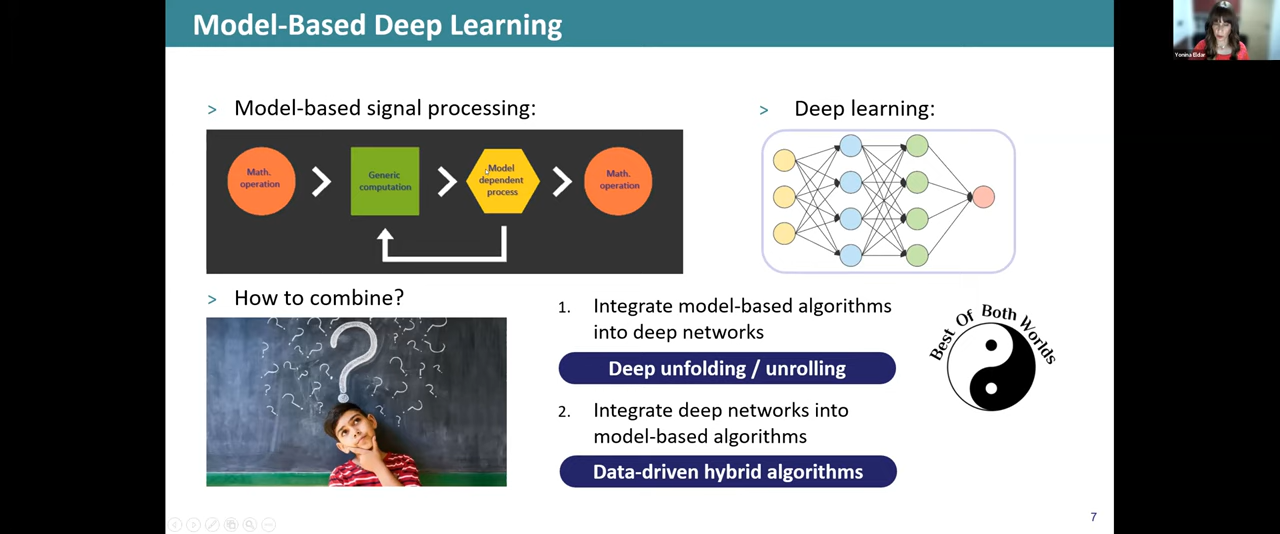 Model-Based Deep Learning
Yonina Eldar
> Model-based signal processing:
> Deep learning:
Math.
operation
Generic
computation
Model
dependent
process
Math.
operation
> How to combine?
1. Integrate model-based algorithms
into deep networks
Deep unfolding / unrolling
2. Integrate deep networks into
model-based algorithms
Data-driven hybrid algorithms
Best Of Both Worlds
7